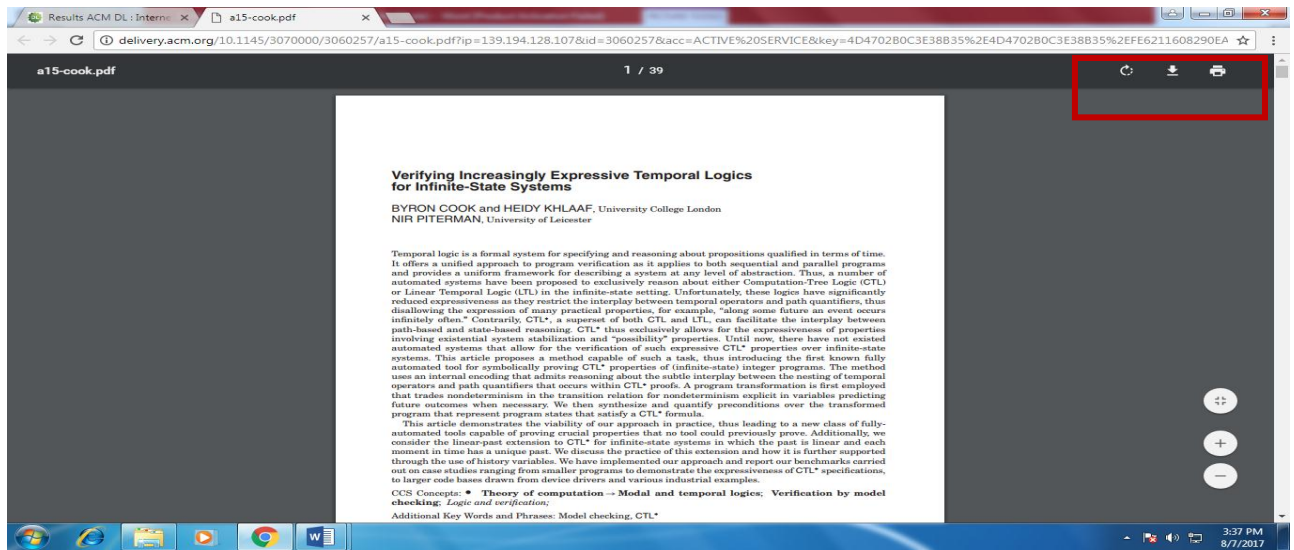 Results ACM DL : Interne
a15-cook.pdf
delivery.acm.org/10.1145/3070000/3060257/a15-cook.pdf?ip=139.194.128.107&id=3060257&acc=ACTIVE%20SERVICE&key=4D4702B0C3E38B35%2E4D4702B0C3E38B35%2EFE6211608290EA
a15-cook.pdf
1 / 39
Verifying Increasingly Expressive Temporal Logics
for Infinite-State Systems
BYRON COOK and HEIDY KHLAAF, University College London
NIR PITERMAN, University of Leicester
Temporal logic is a formal system for specifying and reasoning about propositions qualified in terms of time.
It offers a unified approach to program verification as it applies to both sequential and parallel programs
and provides a uniform framework for describing a system at any level of abstraction. Thus, a number of
automated systems have been proposed to exclusively reason about either Computation-Tree Logic (CTL)
or Linear Temporal Logic (LTL) in the infinite-state setting. Unfortunately, these logics have significantly
reduced expressiveness as they restrict the interplay between temporal operators and path quantifiers, thus
disallowing the expression of many practical properties, for example, “along some future an event occurs
infinitely often.” Contrarily, CTL*, a superset of both CTL and LTL, can facilitate the interplay between
path-based and state-based reasoning. CTL* thus exclusively allows for the expressiveness of properties
involving existential system stabilization and “possibility” properties. Until now, there have not existed
automated systems that allow for the verification of such expressive CTL* properties over infinite-state
systems. This article proposes a method capable of such a task, thus introducing the first known fully
automated tool for symbolically proving CTL* properties of (infinite-state) integer programs. The method
uses an internal encoding that admits reasoning about the subtle interplay between the nesting of temporal
operators and path quantifiers that occurs within CTL* proofs. A program transformation is first employed
that trades nondeterminism in the transition relation for nondeterminism explicit in variables predicting
future outcomes when necessary. We then synthesize and quantify preconditions over the transformed
program that represent program states that satisfy a CTL* formula.
This article demonstrates the viability of our approach in practice, thus leading to a new class of fully-
automated tools capable of proving crucial properties that no tool could previously prove. Additionally, we
consider the linear-past extension to CTL* for infinite-state systems in which the past is linear and each
moment in time has a unique past. We discuss the practice of this extension and how it is further supported
through the use of history variables. We have implemented our approach and report our benchmarks carried
out on case studies ranging from smaller programs to demonstrate the expressiveness of CTL* specifications,
to larger code bases drawn from device drivers and various industrial examples.
CCS Concepts: • Theory of computation → Modal and temporal logics; Verification by model
checking; Logic and verification;
Additional Key Words and Phrases: Model checking, CTL*
3:37 PM
8/7/2017